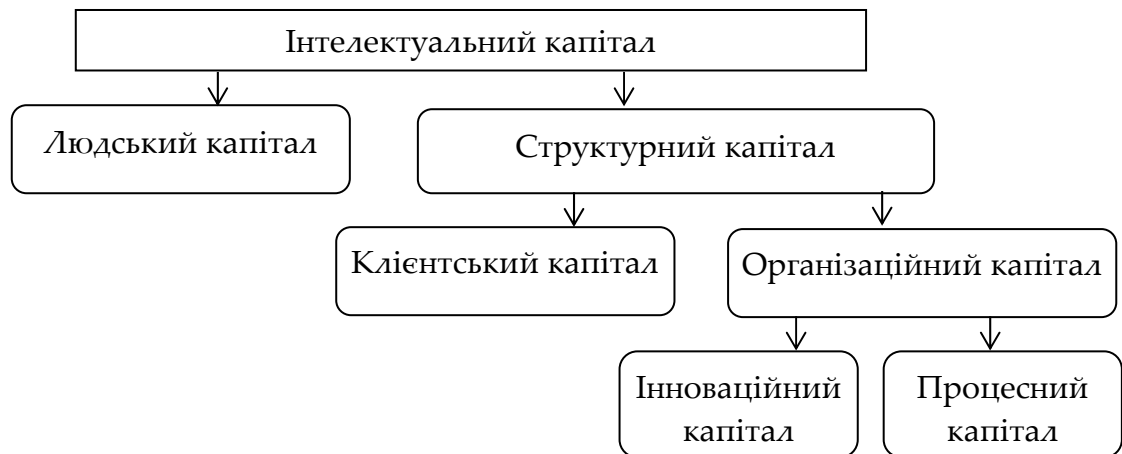 Інтелектуальний капітал
Людський капітал
Структурний капітал
Клієнтський капітал
Організаційний капітал
Інноваційний
капітал
Процесний
капітал